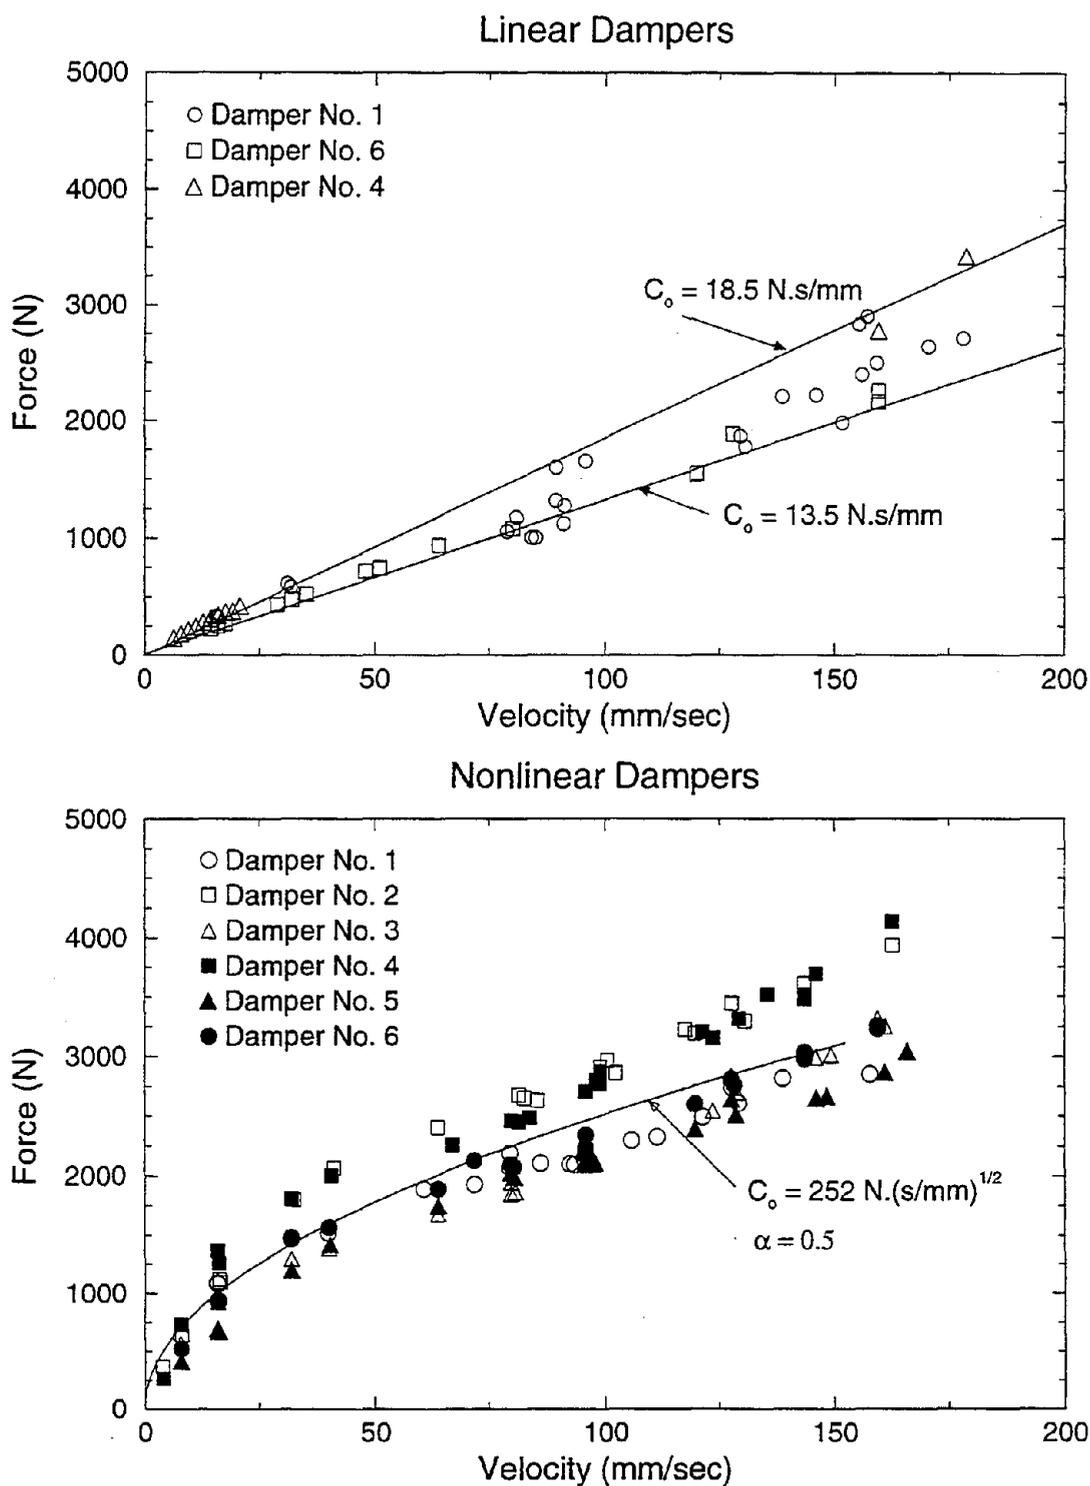 Linear Dampers
5000
4000
3000
2000
1000
0
Force (N)
Damper No. 1
Damper No. 6
Damper No. 4
C₀ = 18.5 N.s/mm
C₀ = 13.5 N.s/mm
0 50 100 150 200
Velocity (mm/sec)
Nonlinear Dampers
5000
4000
3000
2000
1000
0
Force (N)
Damper No. 1
Damper No. 2
Damper No. 3
Damper No. 4
Damper No. 5
Damper No. 6
C₀ = 252 N.(s/mm)^1/2
α = 0.5
0 50 100 150 200
Velocity (mm/sec)